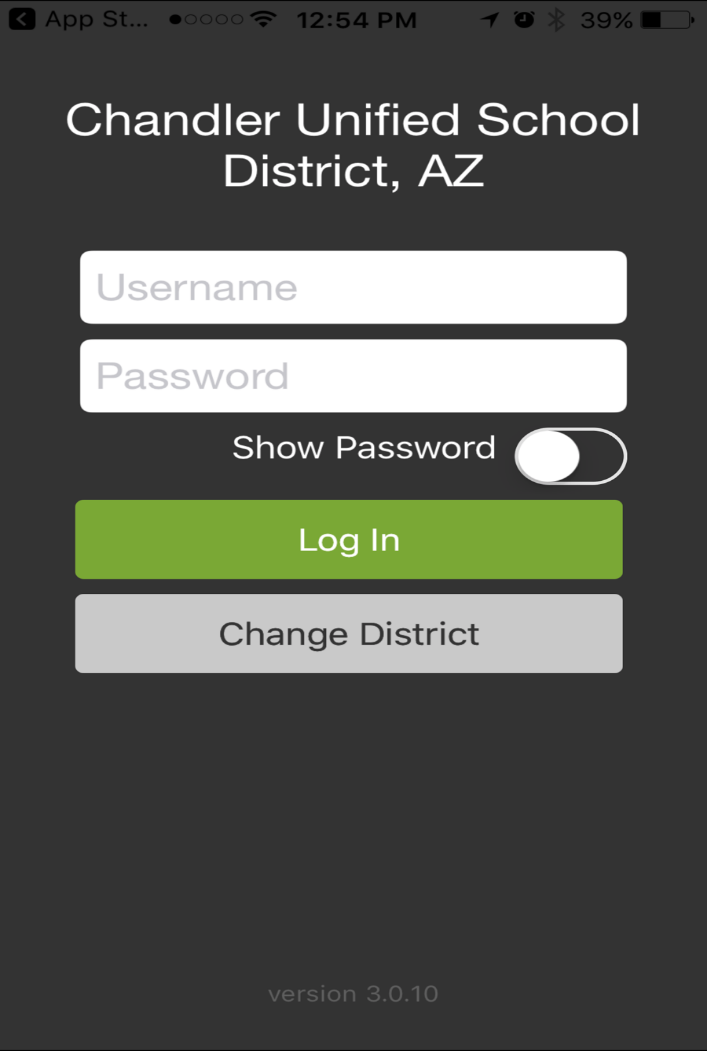 App St... 12:54 PM 39%
Chandler Unified School
District, AZ
Username
Password
Show Password
Log In
Change District
version 3.0.10